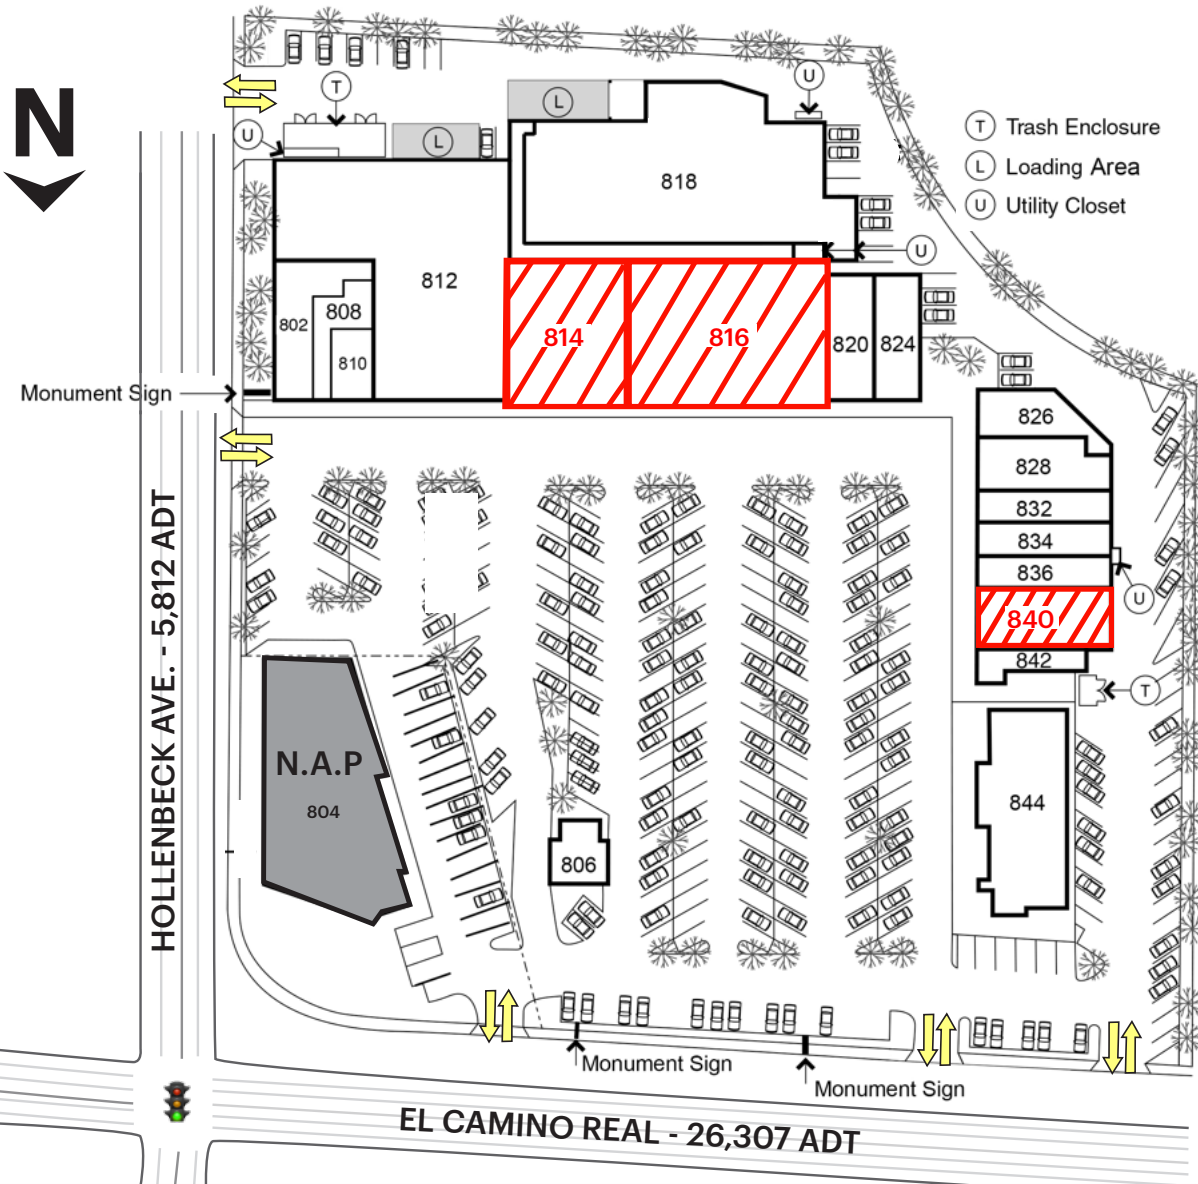 N
T
U
L
L
U
T Trash Enclosure
L Loading Area
U Utility Closet
818
U
812
802
808
810
814
816
820
824
Monument Sign
826
828
832
834
836
U
840
842
T
HOLLENBECK AVE. - 5,812 ADT
N.A.P
804
806
844
Monument Sign
Monument Sign
EL CAMINO REAL - 26,307 ADT